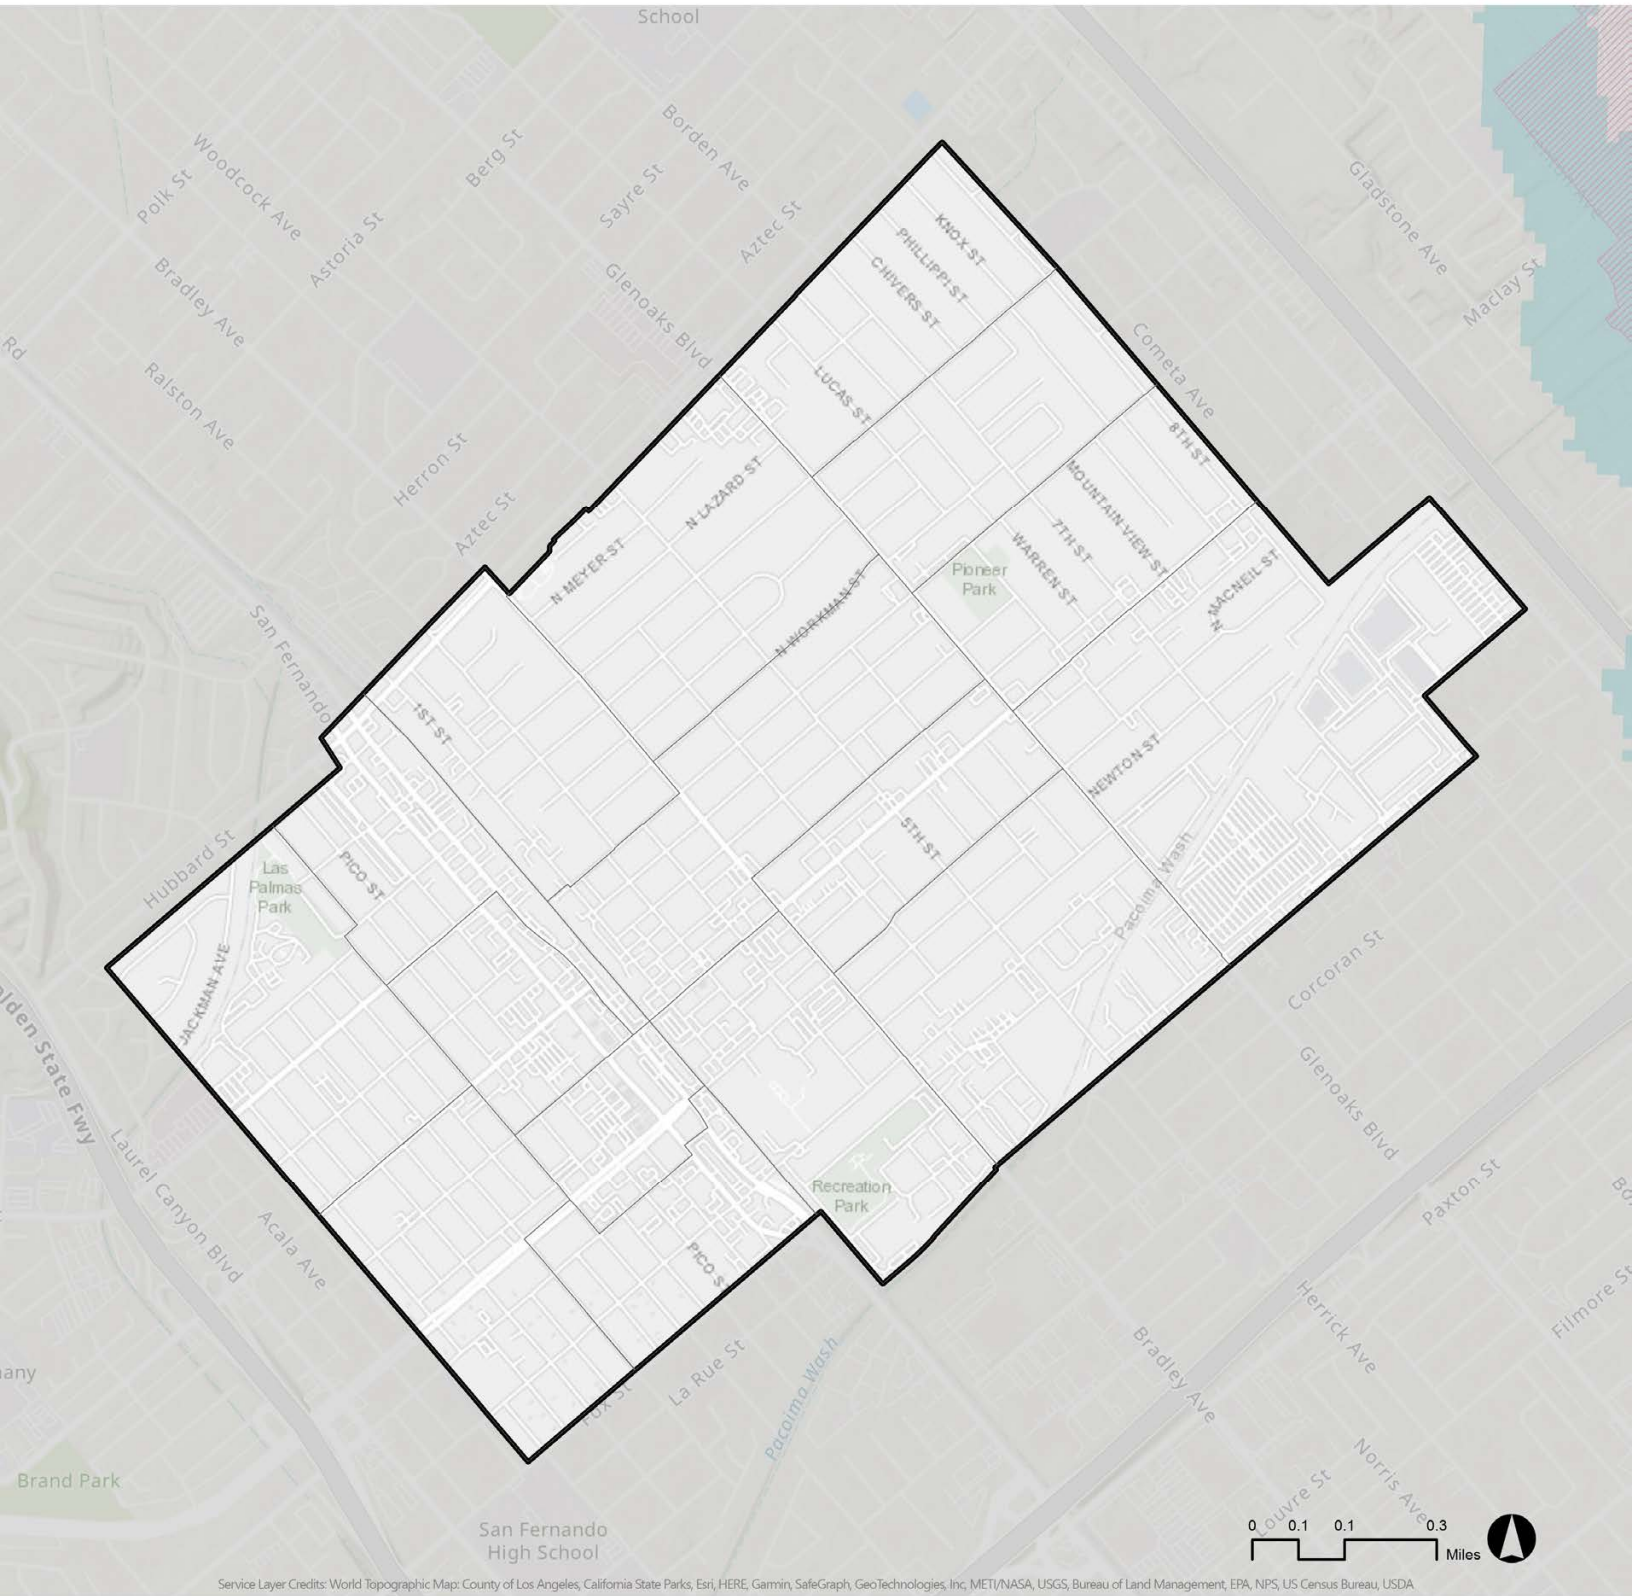 School
Borden Ave
Berg St
Woodcock Ave
Polk St
Sayre St
Gladstone Ave
Astoria St
Aztec St
KNOX ST
PHILLIPPI ST
CHIVERS ST
Bradley Ave
Glenoaks Blvd
Maclay St
Rd
Cometa Ave
Ralston Ave
LUCAS ST
8TH ST
Herron St
N LAZARD ST
MOUNTAIN VIEW ST
7TH ST
WARREN ST
Aztec St
N MEYER ST
Pioneer
Park
N MACNEIL ST
N WORKMAN ST
San Fernando
1ST ST
NEWTON ST
5TH ST
Hubbard St
PICO ST
Las
Palmas
Park
Pacoima Wash
JACKMAN AVE
Corcoran St
lden State Fwy
Glenoaks Blvd
Laurel Canyon Blvd
Recreation
Park
Paxton St
Acala Ave
PICO S
Herrick Ave
Filmore St
La Rue St
Fox St
Bradley Ave
Pacoima Wash
any
Brand Park
Norris Ave
Louvre St
San Fernando
High School
0 0.1 0.1 0.3
Miles
Service Layer Credits: World Topographic Map: County of Los Angeles, California State Parks, Esri, HERE, Garmin, SafeGraph, GeoTechnologies, Inc, METI/NASA, USGS, Bureau of Land Management, EPA, NPS, US Census Bureau, USDA